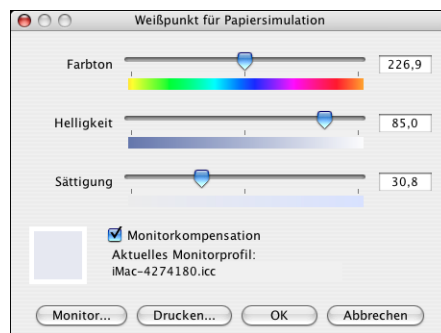 Weißpunkt für Papiersimulation
Farbton 226,9
Helligkeit 85,0
Sättigung 30,8
Monitorkompensation
Aktuelles Monitorprofil:
iMac-4274180.icc
Monitor... Drucken... OK Abbrechen